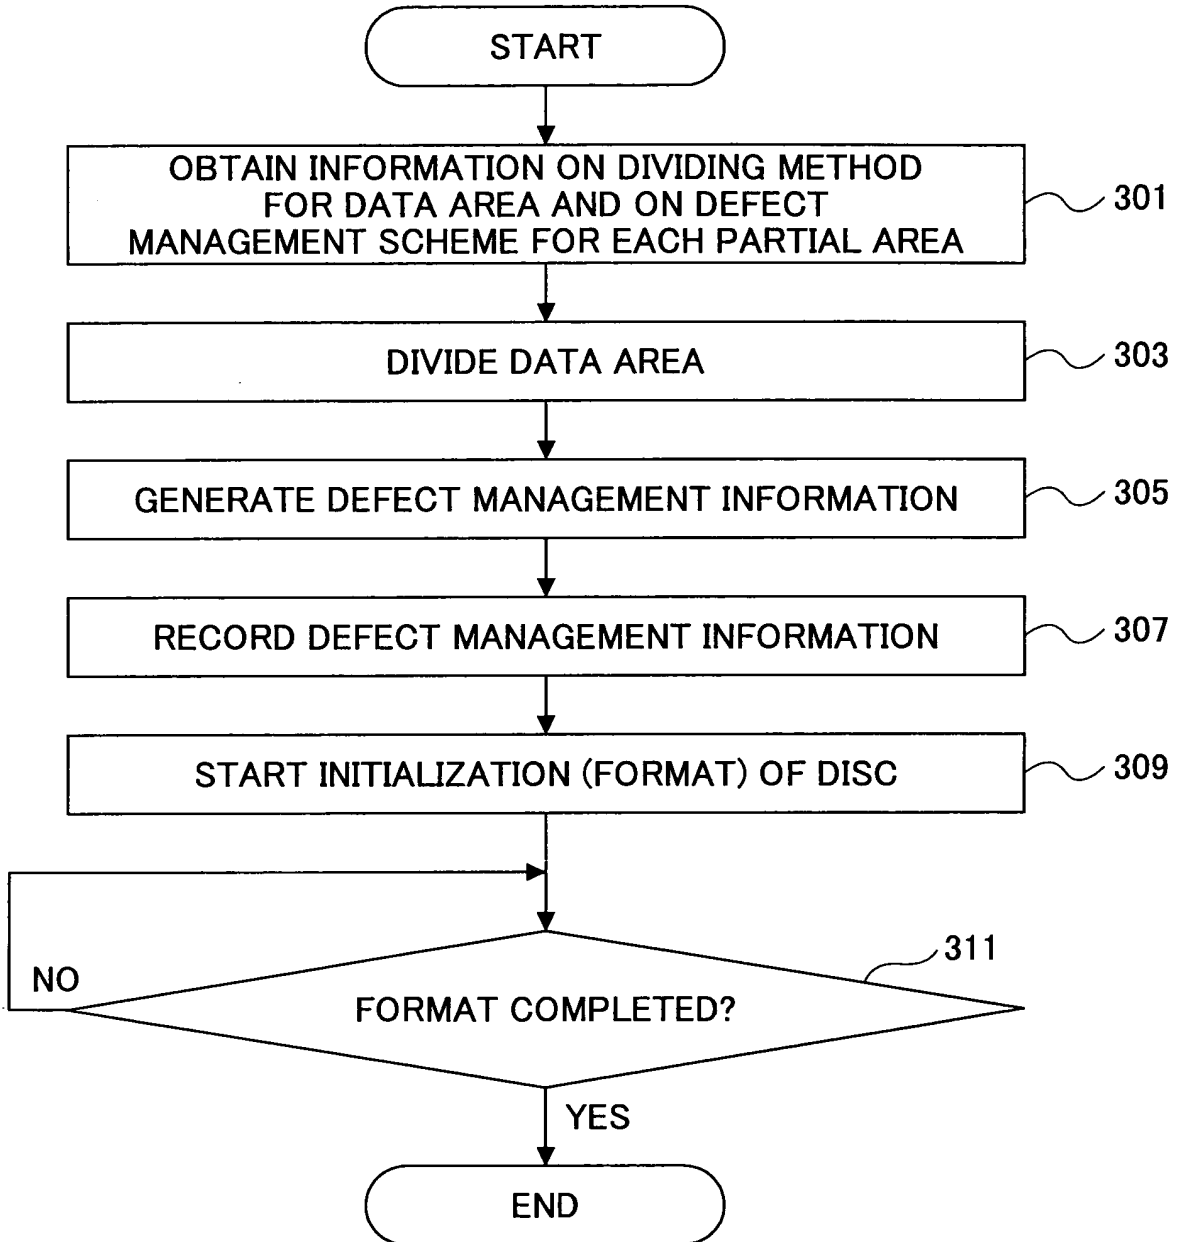 START
OBTAIN INFORMATION ON DIVIDING METHOD
FOR DATA AREA AND ON DEFECT
MANAGEMENT SCHEME FOR EACH PARTIAL AREA
301
DIVIDE DATA AREA
303
GENERATE DEFECT MANAGEMENT INFORMATION
305
RECORD DEFECT MANAGEMENT INFORMATION
307
START INITIALIZATION (FORMAT) OF DISC
309
311
NO
FORMAT COMPLETED?
YES
END